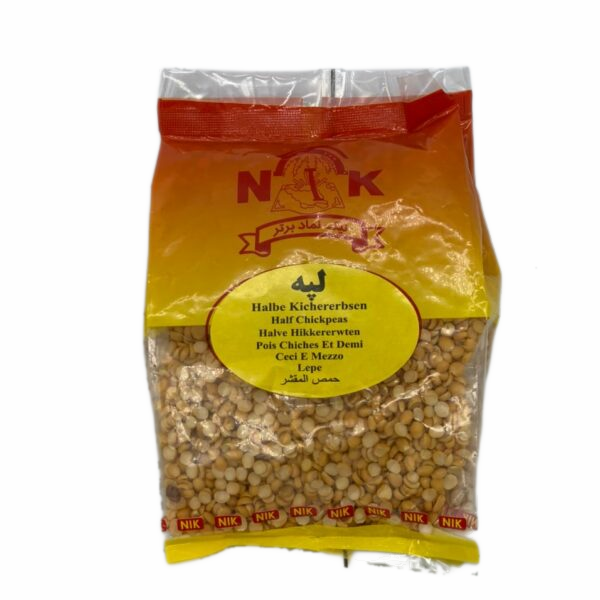 NIK
لپه
Halbe Kichererbsen
Half Chickpeas
Halve Hikkererwten
Pois Chiches Et Demi
Ceci E Mezzo
Lepe
حمص المقشر
NIK NIK NIK NIK NIK NIK NIK NIK